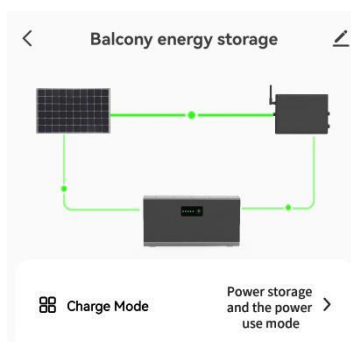 Balcony energy storage
Charge Mode
Power storage
and the power
use mode